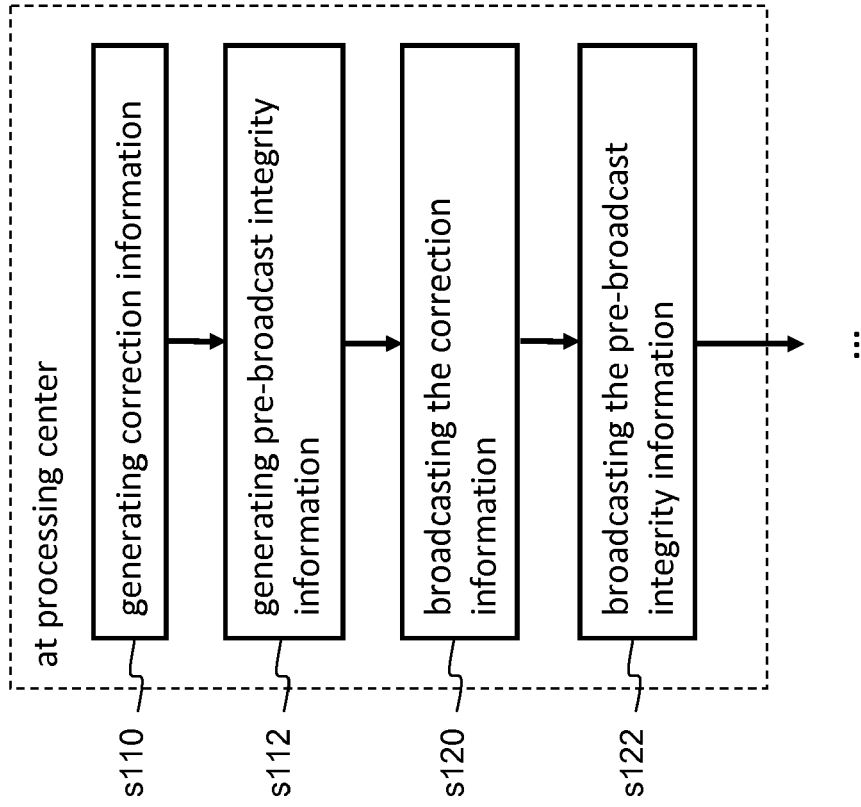 at processing center
s110
generating correction information
s112
generating pre-broadcast integrity
information
s120
broadcasting the correction
information
s122
broadcasting the pre-broadcast
integrity information
...